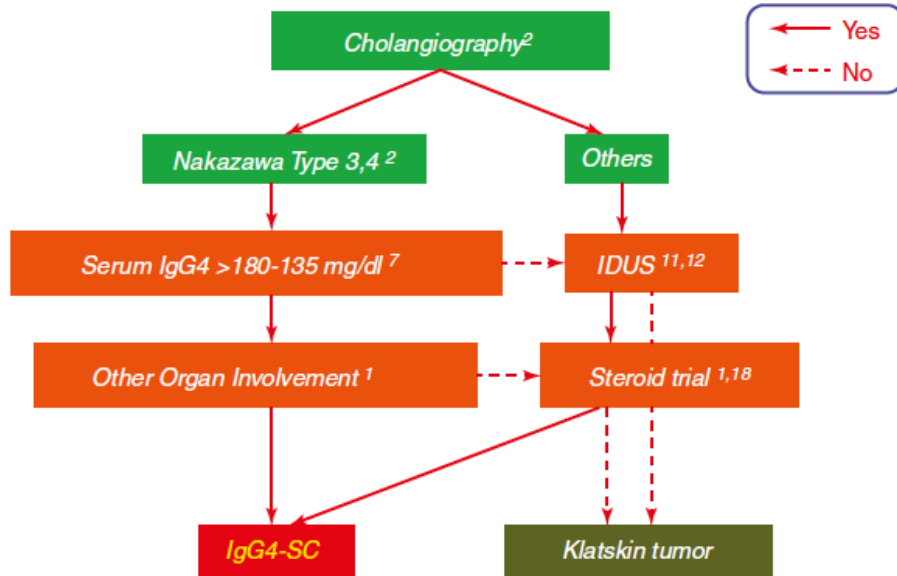 Cholangiography²
Yes
No
Nakazawa Type 3,4 ²
Others
Serum IgG4 >180-135 mg/dl ⁷
IDUS ¹¹,¹²
Other Organ Involvement ¹
Steroid trial ¹,¹⁸
IgG4-SC
Klatskin tumor